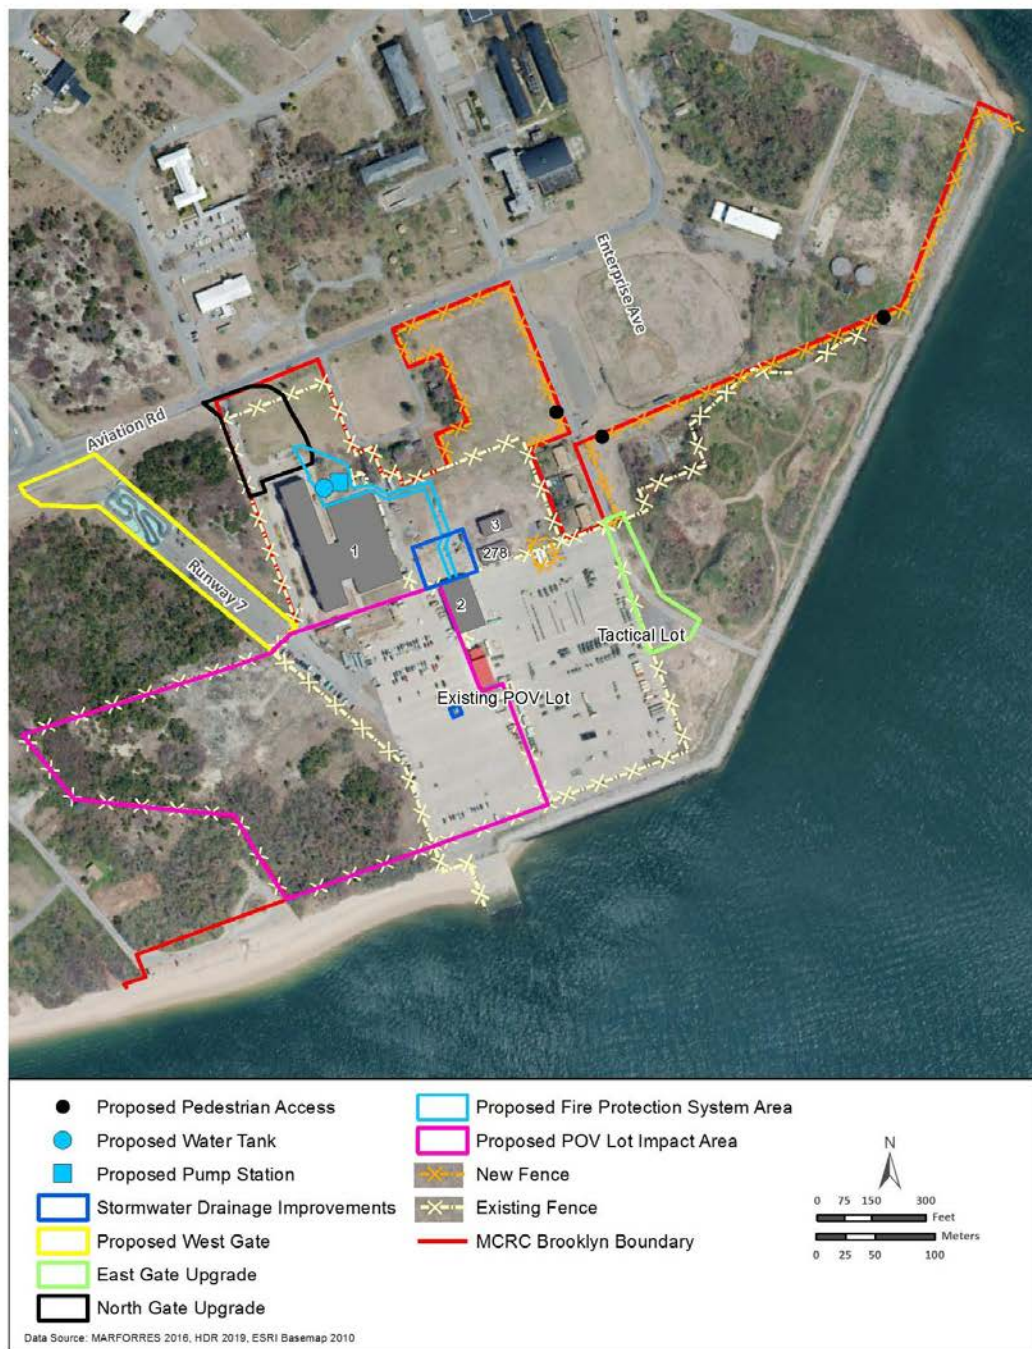 Enterprise Ave
Aviation Rd
Runway 7
1
3
278
2
Tactical Lot
Existing POV Lot
Proposed Pedestrian Access
Proposed Water Tank
Proposed Pump Station
Stormwater Drainage Improvements
Proposed West Gate
East Gate Upgrade
North Gate Upgrade
Proposed Fire Protection System Area
Proposed POV Lot Impact Area
New Fence
Existing Fence
MCRC Brooklyn Boundary
N
0 75 150 300
Feet
Meters
0 25 50 100
Data Source: MARFORRES 2016, HDR 2019, ESRI Basemap 2010